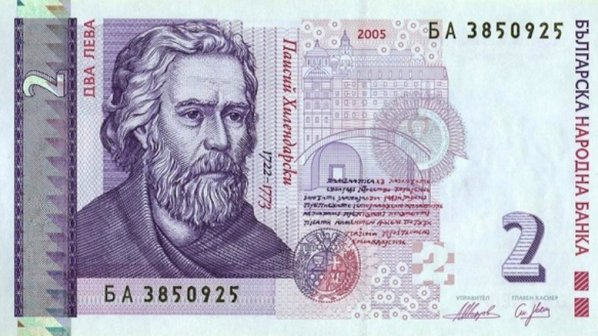 2
ДВА ЛЕВА
Паисий Хилендарски
1722-1773
2005
БА 3850925
БЪЛГАРСКА НАРОДНА БАНКА
2
2
УПРАВИТЕЛ
ГЛАВЕН КАСИЕР
БА 3850925